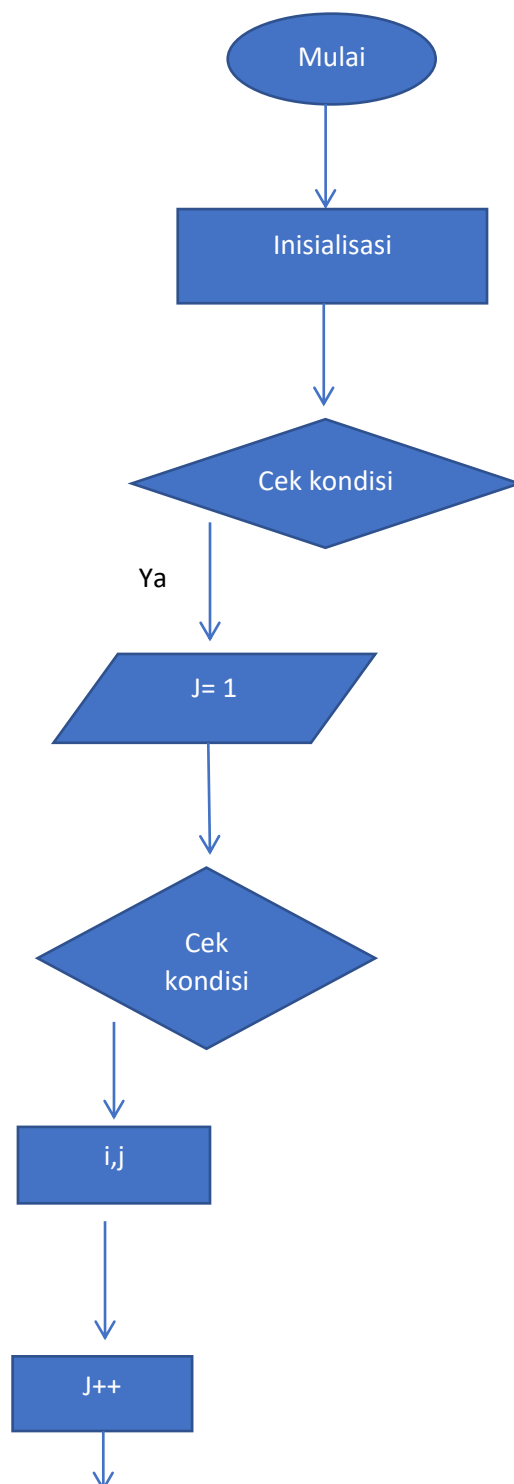 Mulai
Inisialisasi
Cek kondisi
Ya
J= 1
Cek
kondisi
i,j
J++